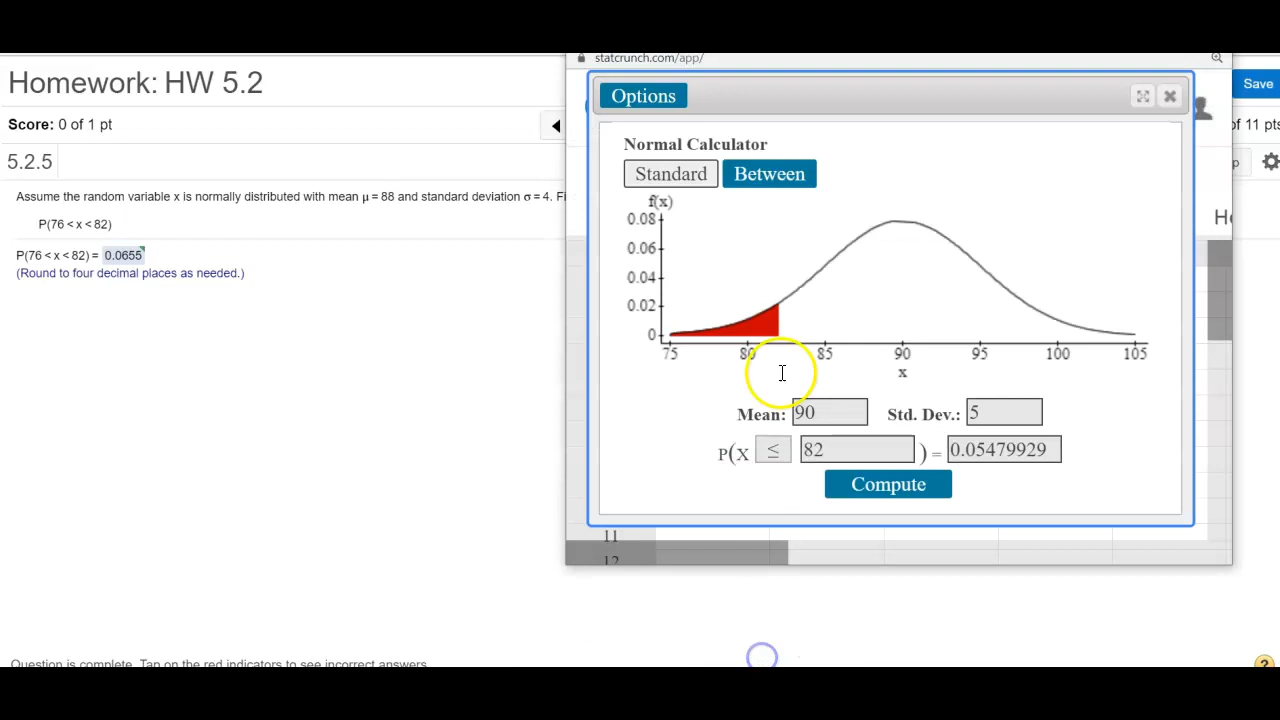 statcrunch.com/app/
Homework: HW 5.2
Options
Save
Score: 0 of 1 pt
of 11 pts
Normal Calculator
5.2.5
Standard
Between
Assume the random variable x is normally distributed with mean μ = 88 and standard deviation σ = 4. Fi
f(x)
P(76 < x < 82)
0.08
0.06
P(76 < x < 82) = 0.0655
(Round to four decimal places as needed.)
0.04
0.02
0
75 80 85 90 95 100 105
x
Mean: 90 Std. Dev.: 5
P(X ≤ 82 ) = 0.05479929
Compute
11
12
Question is complete. Tap on the red indicators to see incorrect answers.
?